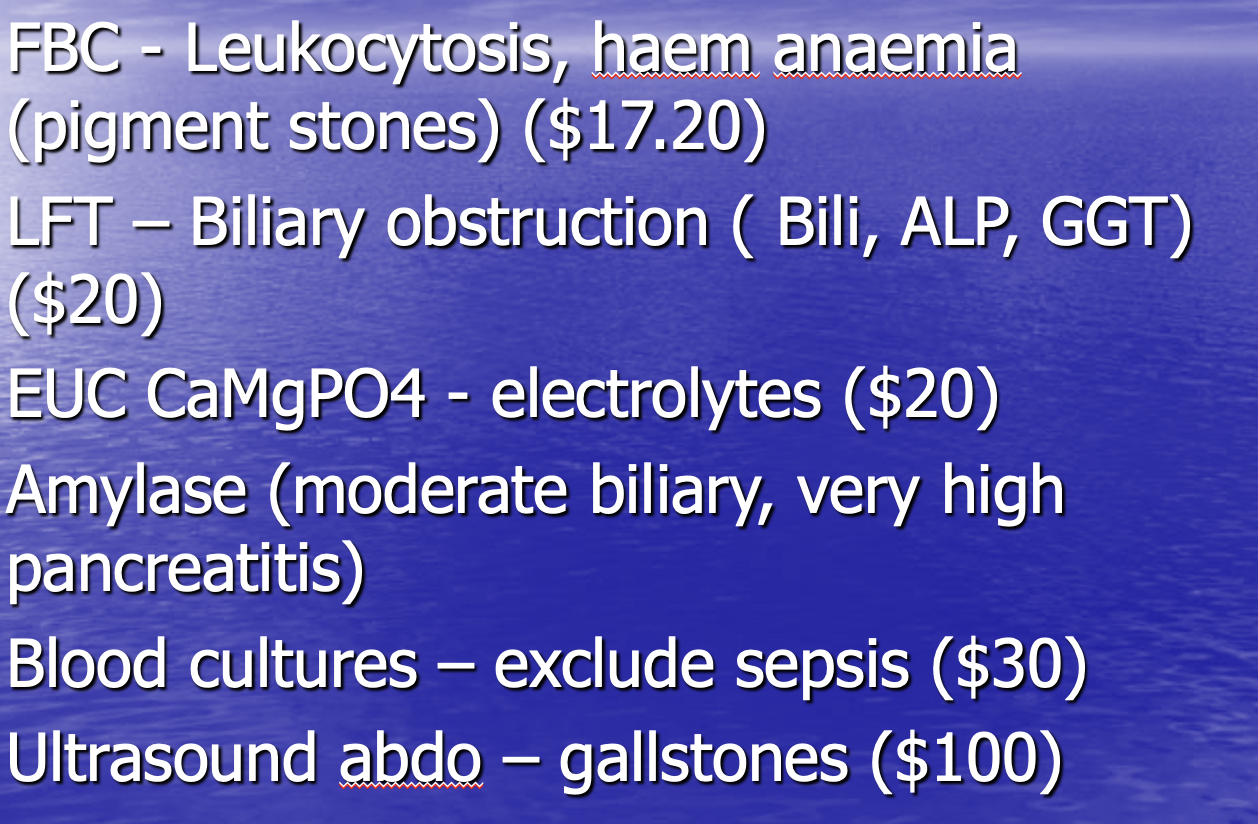 FBC - Leukocytosis, haem anaemia
(pigment stones) ($17.20)
LFT – Biliary obstruction ( Bili, ALP, GGT)
($20)
EUC CaMgPO4 - electrolytes ($20)
Amylase (moderate biliary, very high
pancreatitis)
Blood cultures – exclude sepsis ($30)
Ultrasound abdo – gallstones ($100)